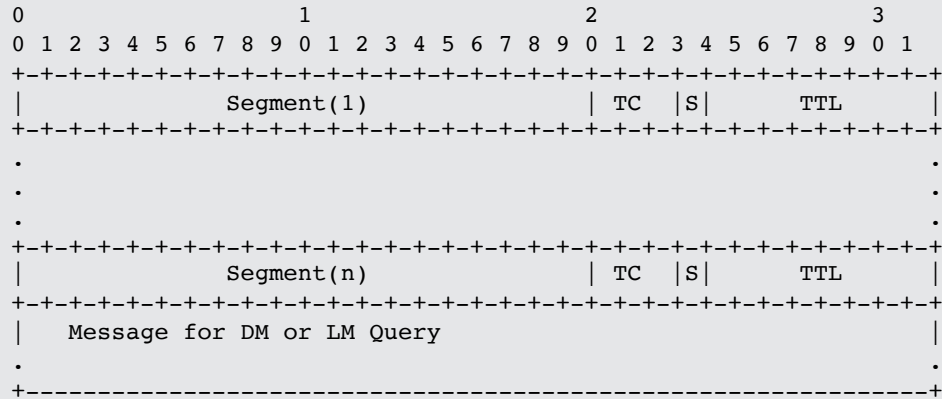 0                   1                   2                   3
0 1 2 3 4 5 6 7 8 9 0 1 2 3 4 5 6 7 8 9 0 1 2 3 4 5 6 7 8 9 0 1
+-+-+-+-+-+-+-+-+-+-+-+-+-+-+-+-+-+-+-+-+-+-+-+-+-+-+-+-+-+-+-+-+
|              Segment(1)               | TC  |S|      TTL      |
+-+-+-+-+-+-+-+-+-+-+-+-+-+-+-+-+-+-+-+-+-+-+-+-+-+-+-+-+-+-+-+-+
.                                                               .
.                                                               .
.                                                               .
+-+-+-+-+-+-+-+-+-+-+-+-+-+-+-+-+-+-+-+-+-+-+-+-+-+-+-+-+-+-+-+-+
|              Segment(n)               | TC  |S|      TTL      |
+-+-+-+-+-+-+-+-+-+-+-+-+-+-+-+-+-+-+-+-+-+-+-+-+-+-+-+-+-+-+-+-+
|   Message for DM or LM Query                                  |
.                                                               .
+---------------------------------------------------------------+